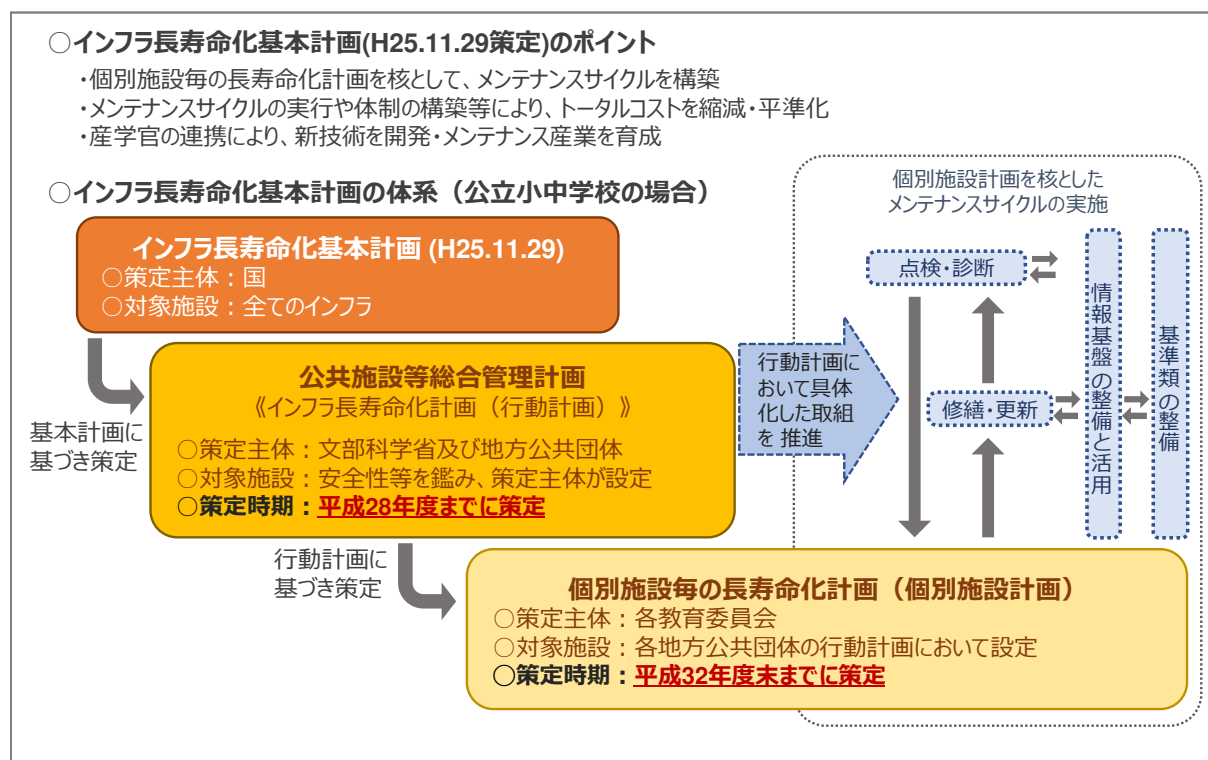 ○インフラ長寿命化基本計画(H25.11.29策定)のポイント
・個別施設毎の長寿命化計画を核として、メンテナンスサイクルを構築
・メンテナンスサイクルの実行や体制の構築等により、トータルコストを縮減・平準化
・産学官の連携により、新技術を開発・メンテナンス産業を育成
○インフラ長寿命化基本計画の体系（公立小中学校の場合）
インフラ長寿命化基本計画 (H25.11.29)
○策定主体：国
○対象施設：全てのインフラ
基本計画に
基づき策定
公共施設等総合管理計画
《インフラ長寿命化計画（行動計画）》
○策定主体：文部科学省及び地方公共団体
○対象施設：安全性等を鑑み、策定主体が設定
○策定時期：平成28年度までに策定
行動計画に
基づき策定
個別施設毎の長寿命化計画（個別施設計画）
○策定主体：各教育委員会
○対象施設：各地方公共団体の行動計画において設定
○策定時期：平成32年度末までに策定
行動計画に
おいて具体
化した取組
を 推進
個別施設計画を核とした
メンテナンスサイクルの実施
点検・診断
修繕・更新
情報基盤の整備と活用
基準類の整備